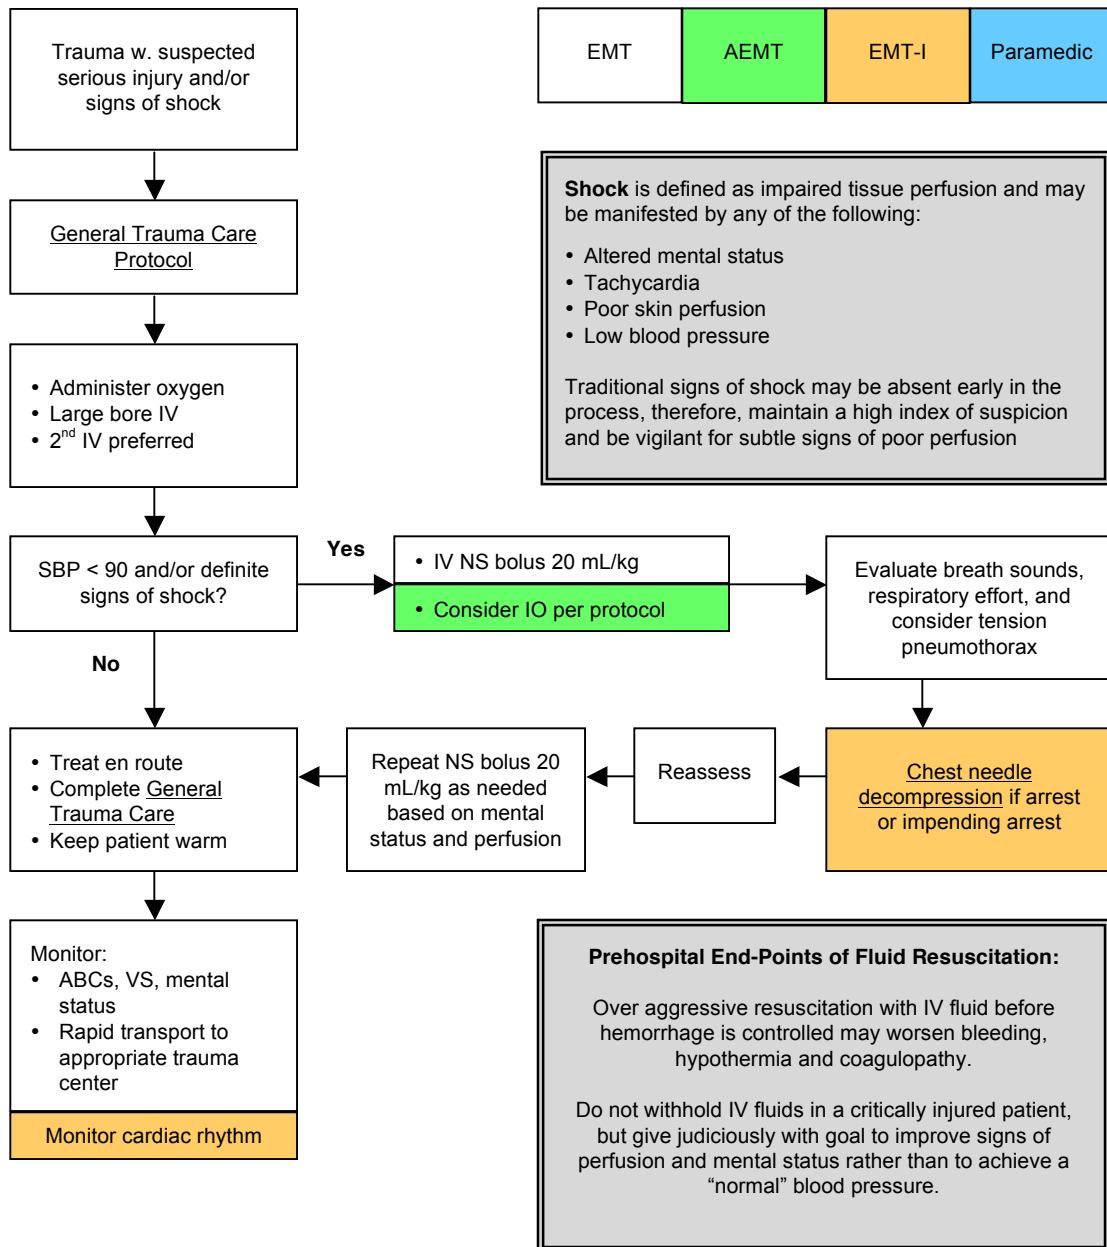 Trauma w. suspected
serious injury and/or
signs of shock
EMT
AEMT
EMT-I
Paramedic
General Trauma Care
Protocol
Shock is defined as impaired tissue perfusion and may
be manifested by any of the following:
• Altered mental status
• Tachycardia
• Poor skin perfusion
• Low blood pressure
Traditional signs of shock may be absent early in the
process, therefore, maintain a high index of suspicion
and be vigilant for subtle signs of poor perfusion
• Administer oxygen
• Large bore IV
• 2nd IV preferred
SBP < 90 and/or definite
signs of shock?
Yes
No
• IV NS bolus 20 mL/kg
• Consider IO per protocol
Evaluate breath sounds,
respiratory effort, and
consider tension
pneumothorax
Chest needle
decompression if arrest
or impending arrest
Reassess
Repeat NS bolus 20
mL/kg as needed
based on mental
status and perfusion
• Treat en route
• Complete General
Trauma Care
• Keep patient warm
Monitor:
• ABCs, VS, mental
status
• Rapid transport to
appropriate trauma
center
Monitor cardiac rhythm
Prehospital End-Points of Fluid Resuscitation:
Over aggressive resuscitation with IV fluid before
hemorrhage is controlled may worsen bleeding,
hypothermia and coagulopathy.
Do not withhold IV fluids in a critically injured patient,
but give judiciously with goal to improve signs of
perfusion and mental status rather than to achieve a
“normal” blood pressure.